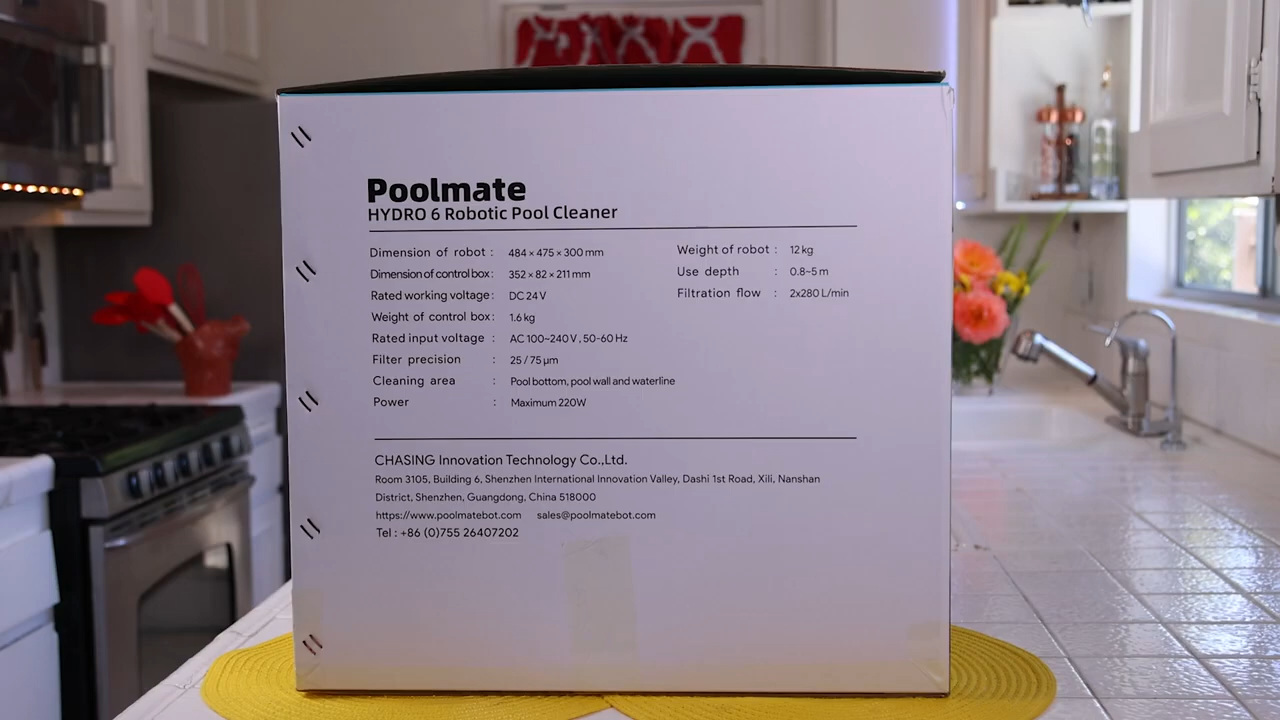 Poolmate
HYDRO 6 Robotic Pool Cleaner
Dimension of robot : 484 × 475 × 300 mm
Dimension of control box : 352 × 82 × 211 mm
Rated working voltage : DC 24 V
Weight of control box : 1.6 kg
Rated input voltage : AC 100~240 V , 50-60 Hz
Filter precision : 25 / 75 μm
Cleaning area : Pool bottom, pool wall and waterline
Power : Maximum 220W
Weight of robot : 12 kg
Use depth : 0.8~5 m
Filtration flow : 2x280 L/min
CHASING Innovation Technology Co.,Ltd.
Room 3105, Building 6, Shenzhen International Innovation Valley, Dashi 1st Road, Xili, Nanshan
District, Shenzhen, Guangdong, China 518000
https://www.poolmatebot.com sales@poolmatebot.com
Tel : +86 (0)755 26407202